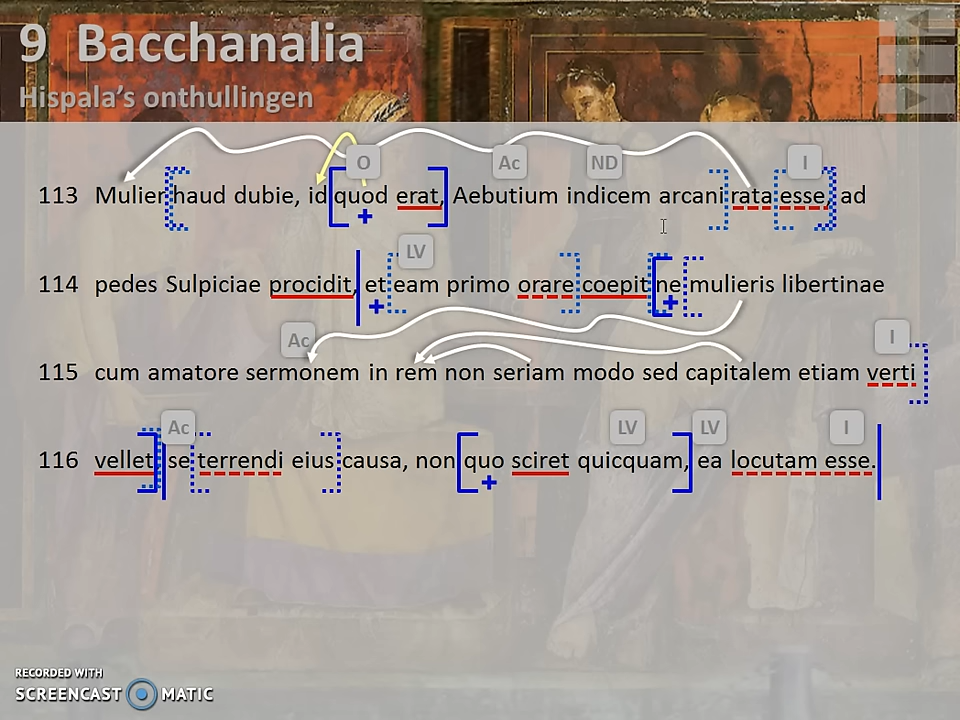 9 Bacchanalia
Hispala's onthullingen
O Ac ND I
113 Mulier haud dubie, id quod erat, Aebutium indicem arcani rata esse, ad
+
LV
114 pedes Sulpiciae procidit, et eam primo orare coepit ne mulieris libertinae
+ +
Ac I
115 cum amatore sermonem in rem non seriam modo sed capitalem etiam verti
Ac LV LV I
116 vellet; se terrendi eius causa, non quo sciret quicquam, ea locutam esse.
+
RECORDED WITH
SCREENCAST MATIC